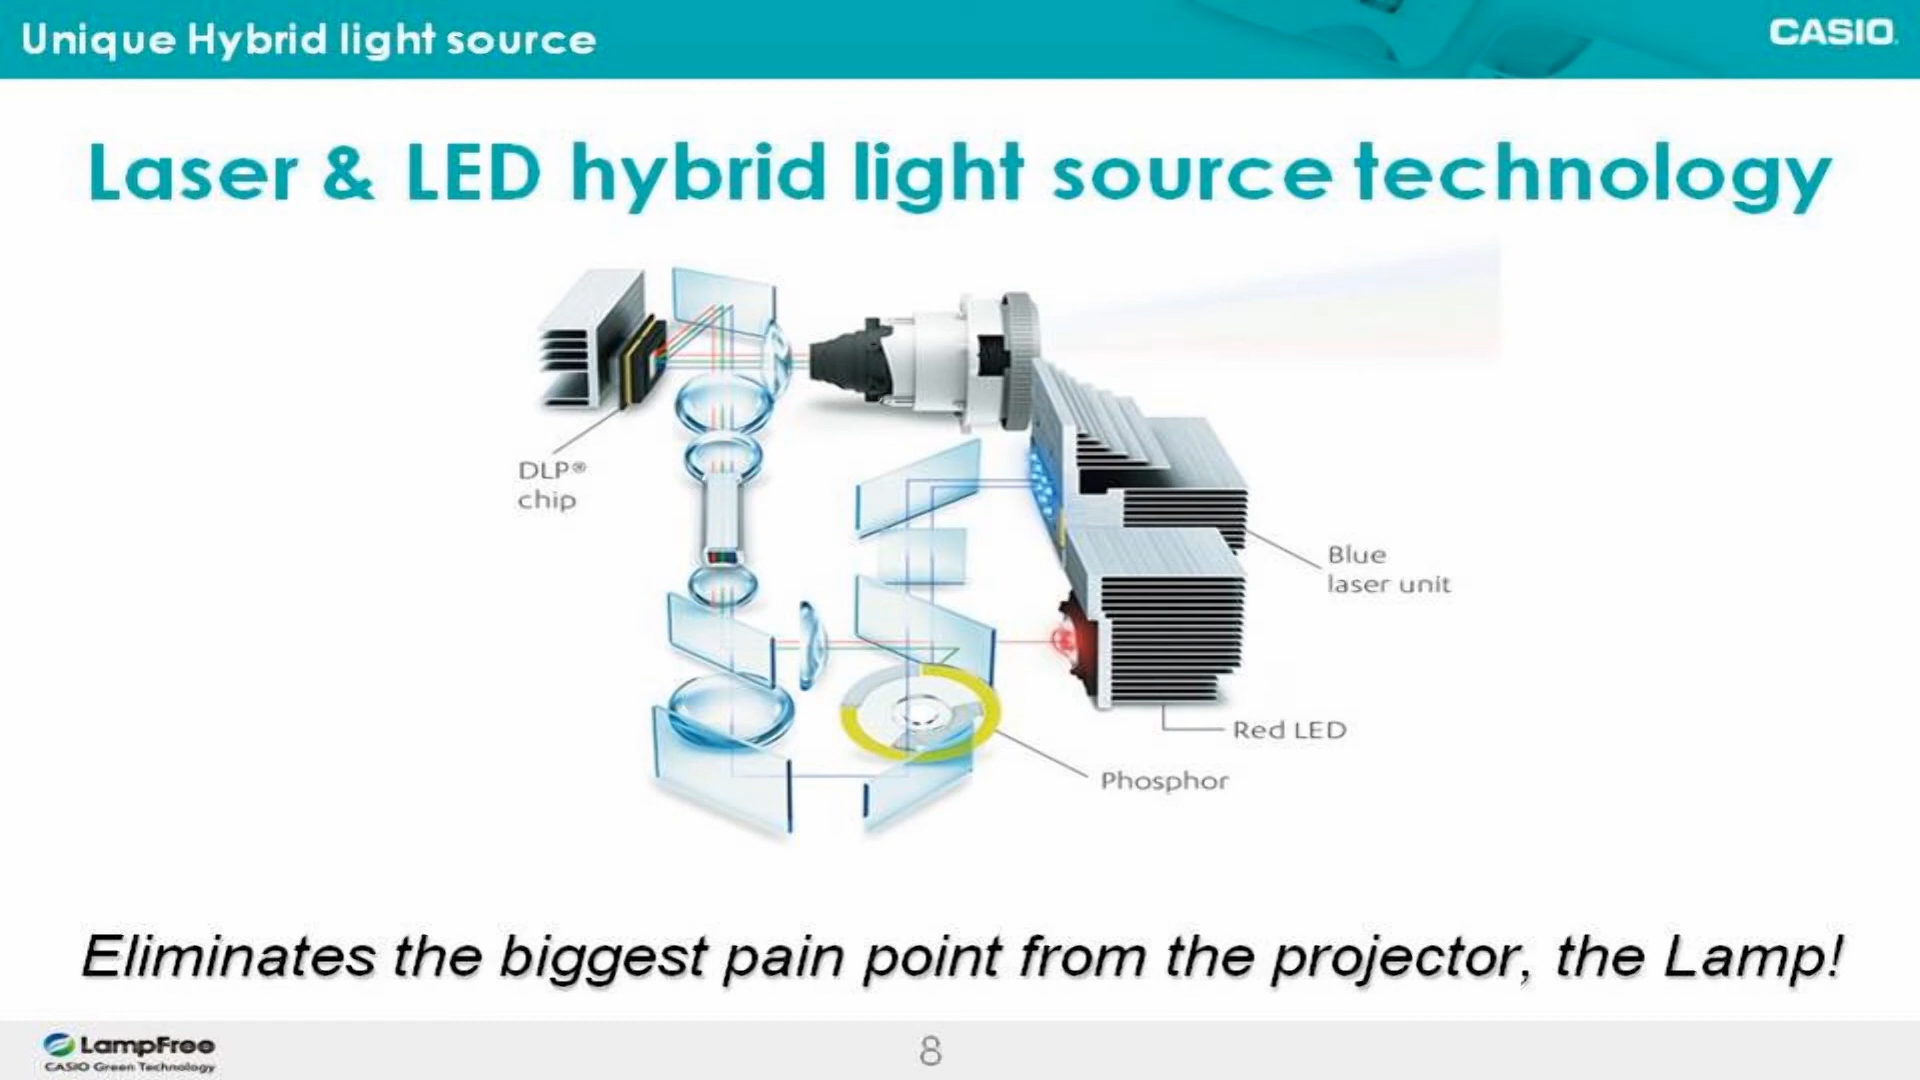 Unique Hybrid light source
CASIO
Laser & LED hybrid light source technology
DLP®
chip
Blue
laser unit
Red LED
Phosphor
Eliminates the biggest pain point from the projector, the Lamp!
LampFree
CASIO Green Technology
8